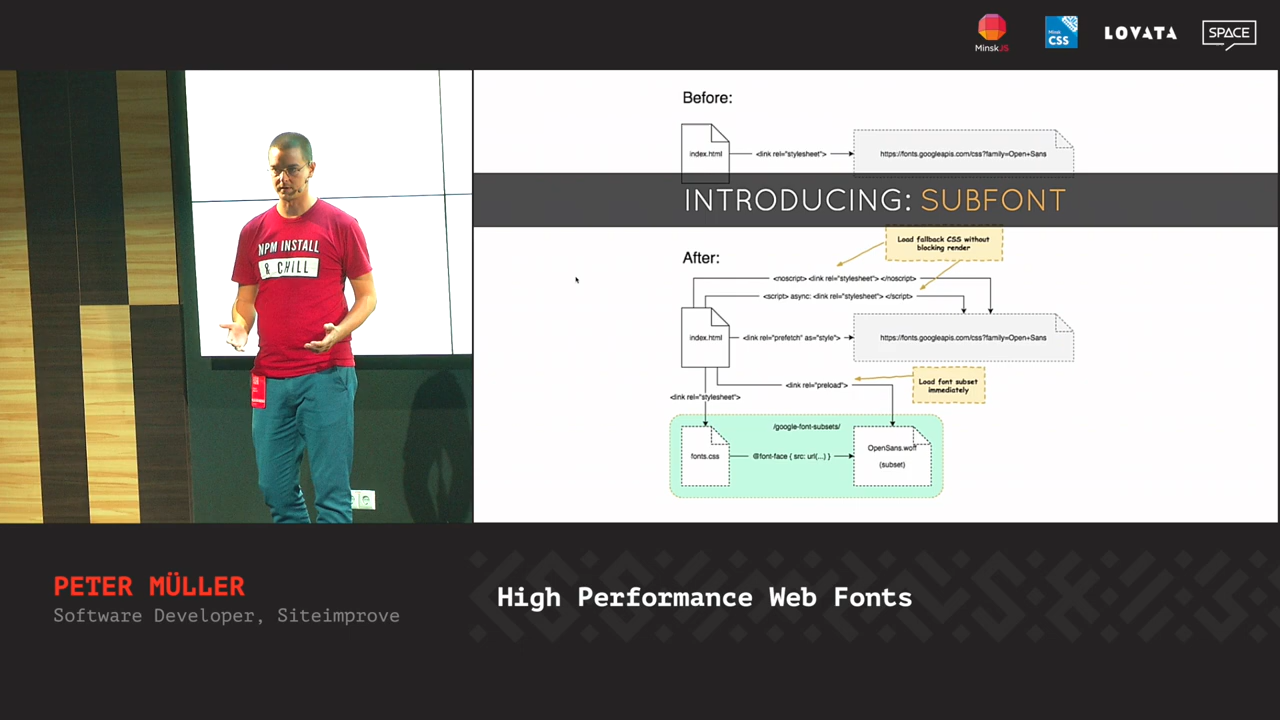 MinskJS
Minsk
CSS
LOVATA
SPACE
Before:
index.html
<link rel="stylesheet">
https://fonts.googleapis.com/css?family=Open+Sans
INTRODUCING: SUBFONT
Load fallback CSS without
blocking render
After:
<noscript> <link rel="stylesheet"> </noscript>
<script> async: <link rel="stylesheet"> </script>
index.html
<link rel="prefetch" as="style">
https://fonts.googleapis.com/css?family=Open+Sans
<link rel="preload">
Load font subset
immediately
<link rel="stylesheet">
/google-font-subsets/
fonts.css
@font-face { src: url(...) }
OpenSans.woff
(subset)
NPM INSTALL
& CHILL
PETER MÜLLER
Software Developer, Siteimprove
High Performance Web Fonts